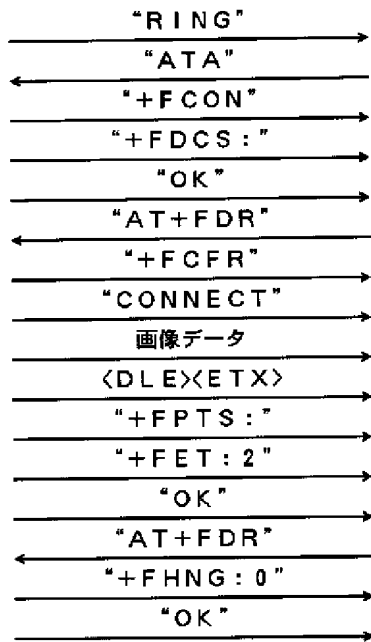 “RING”
“ATA”
“+FCON”
“+FDCS:”
“OK”
“AT+FDR”
“+FCFR”
“CONNECT”
画像データ
〈DLE〉〈ETX〉
“+FPTS:”
“+FET:2”
“OK”
“AT+FDR”
“+FHNG:0”
“OK”